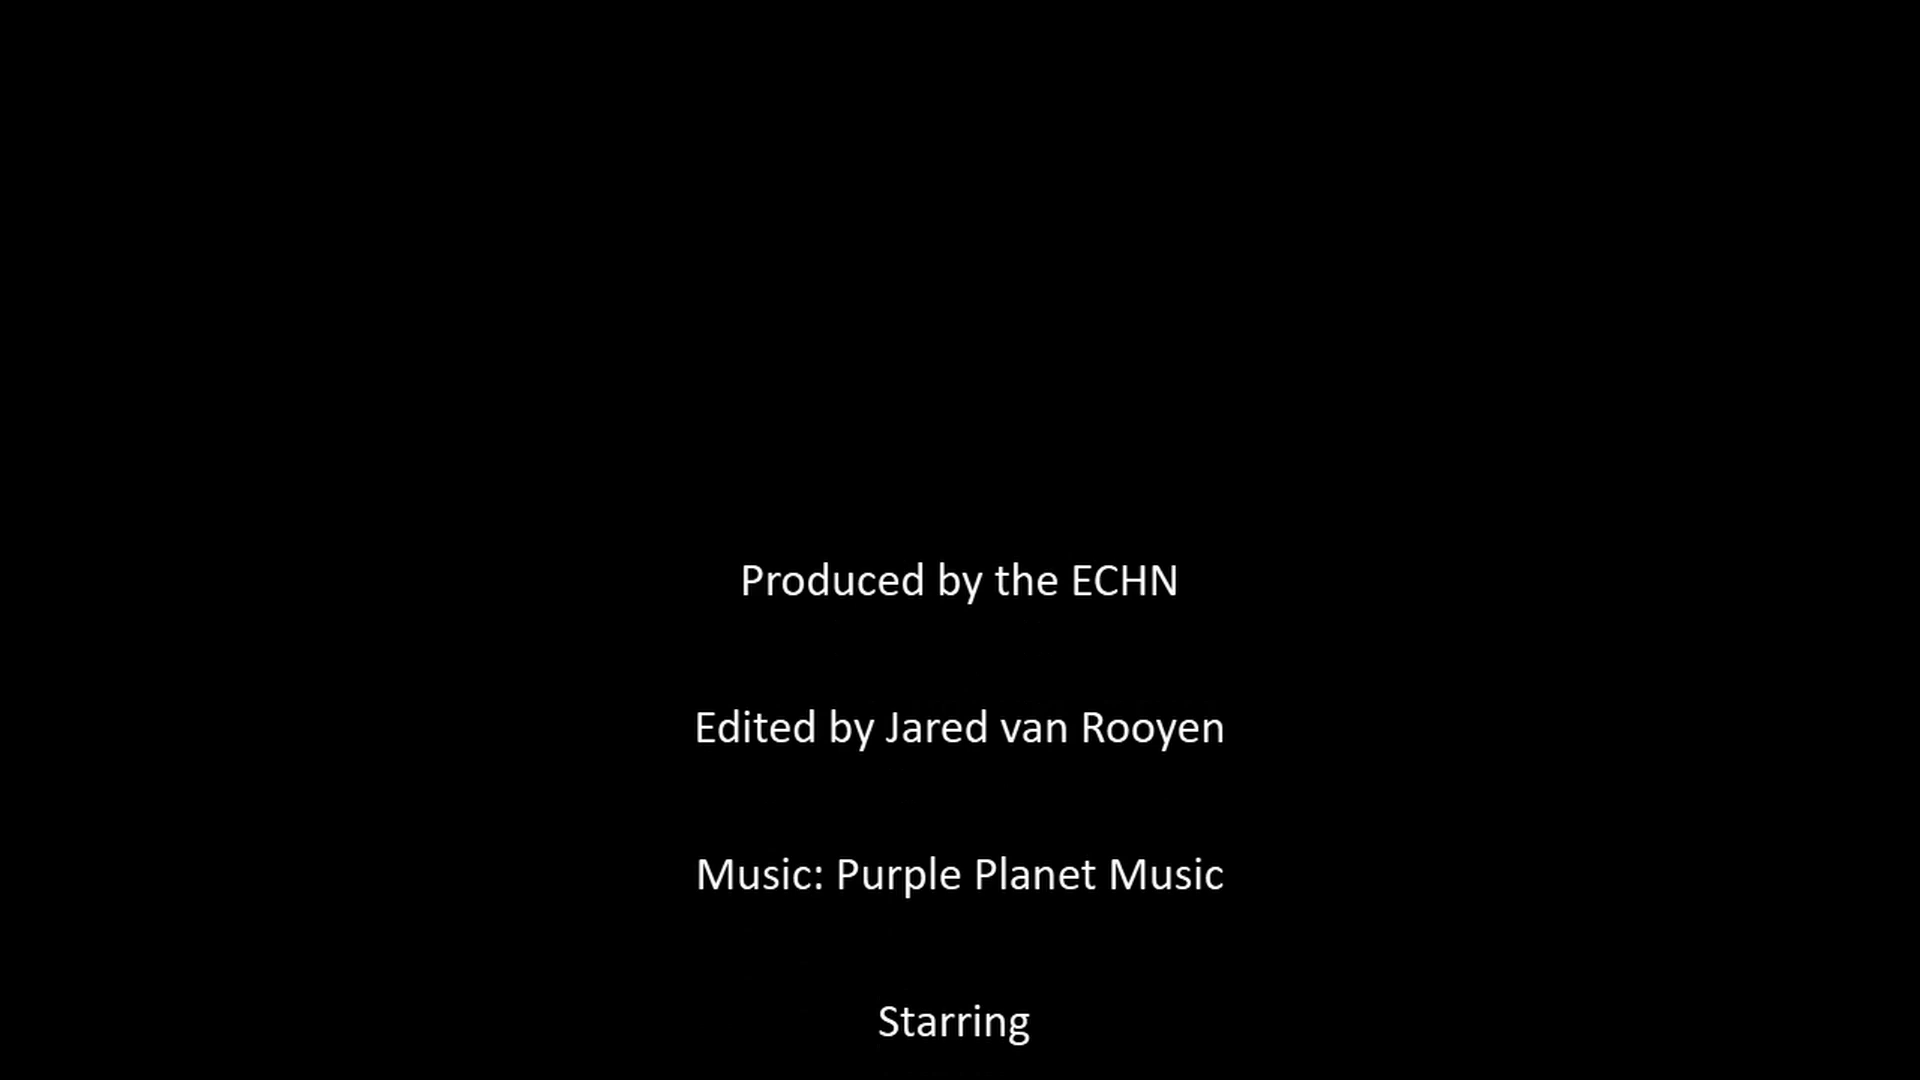 Produced by the ECHN
Edited by Jared van Rooyen
Music: Purple Planet Music
Starring